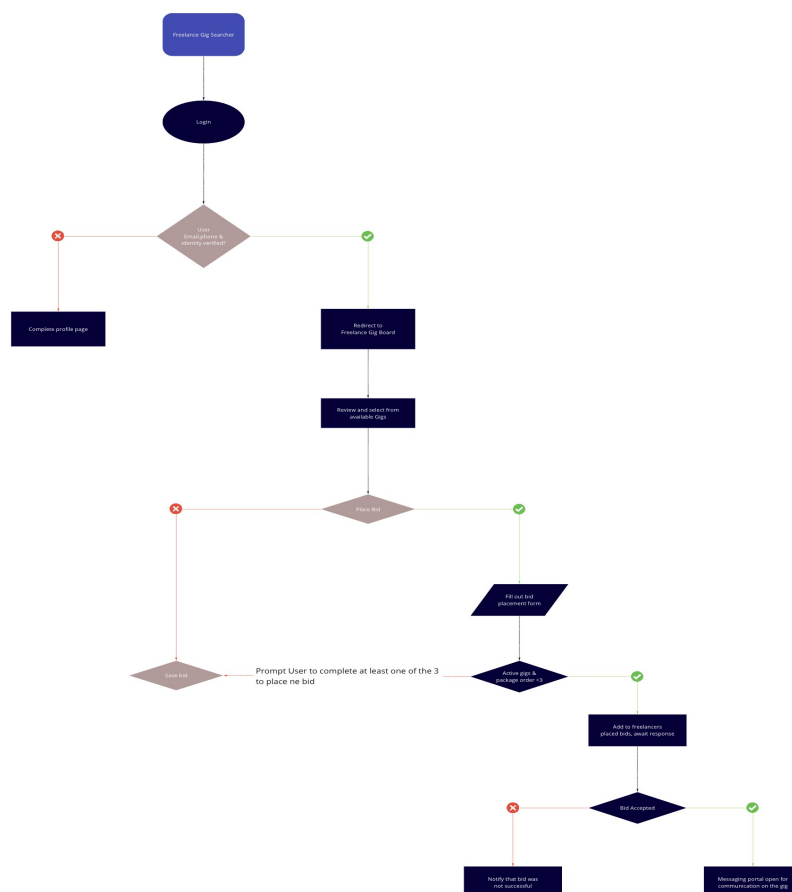 Freelance Gig Searcher
Login
User
Email,phone &
identity verified?
Complete profile page
Redirect to
Freelance Gig Board
Review and select from
available Gigs
Place Bid
Fill out bid
placement form
Save bid
Prompt User to complete at least one of the 3
to place ne bid
Active gigs &
package order <3
Add to freelancers
placed bids, await response
Bid Accepted
Notify that bid was
not successful
Messaging portal open for
communication on the gig